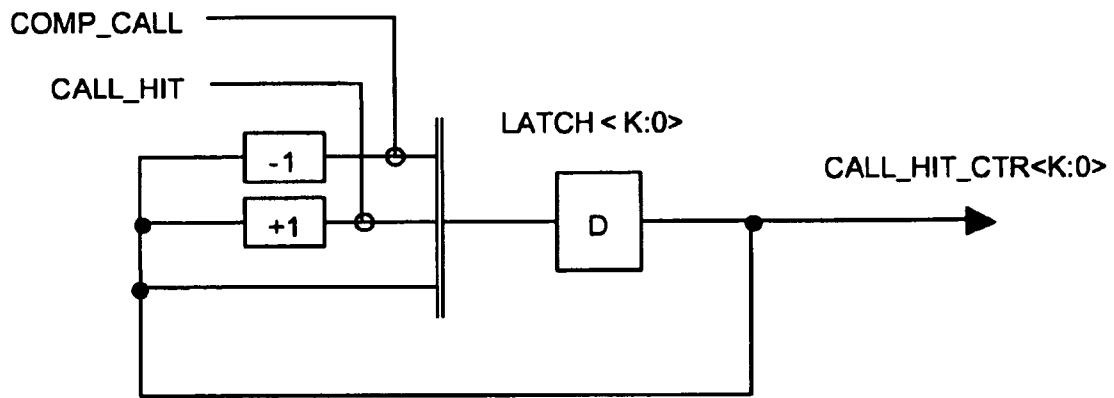 COMP_CALL
CALL_HIT
LATCH < K:0>
-1
CALL_HIT_CTR<K:0>
+1
D